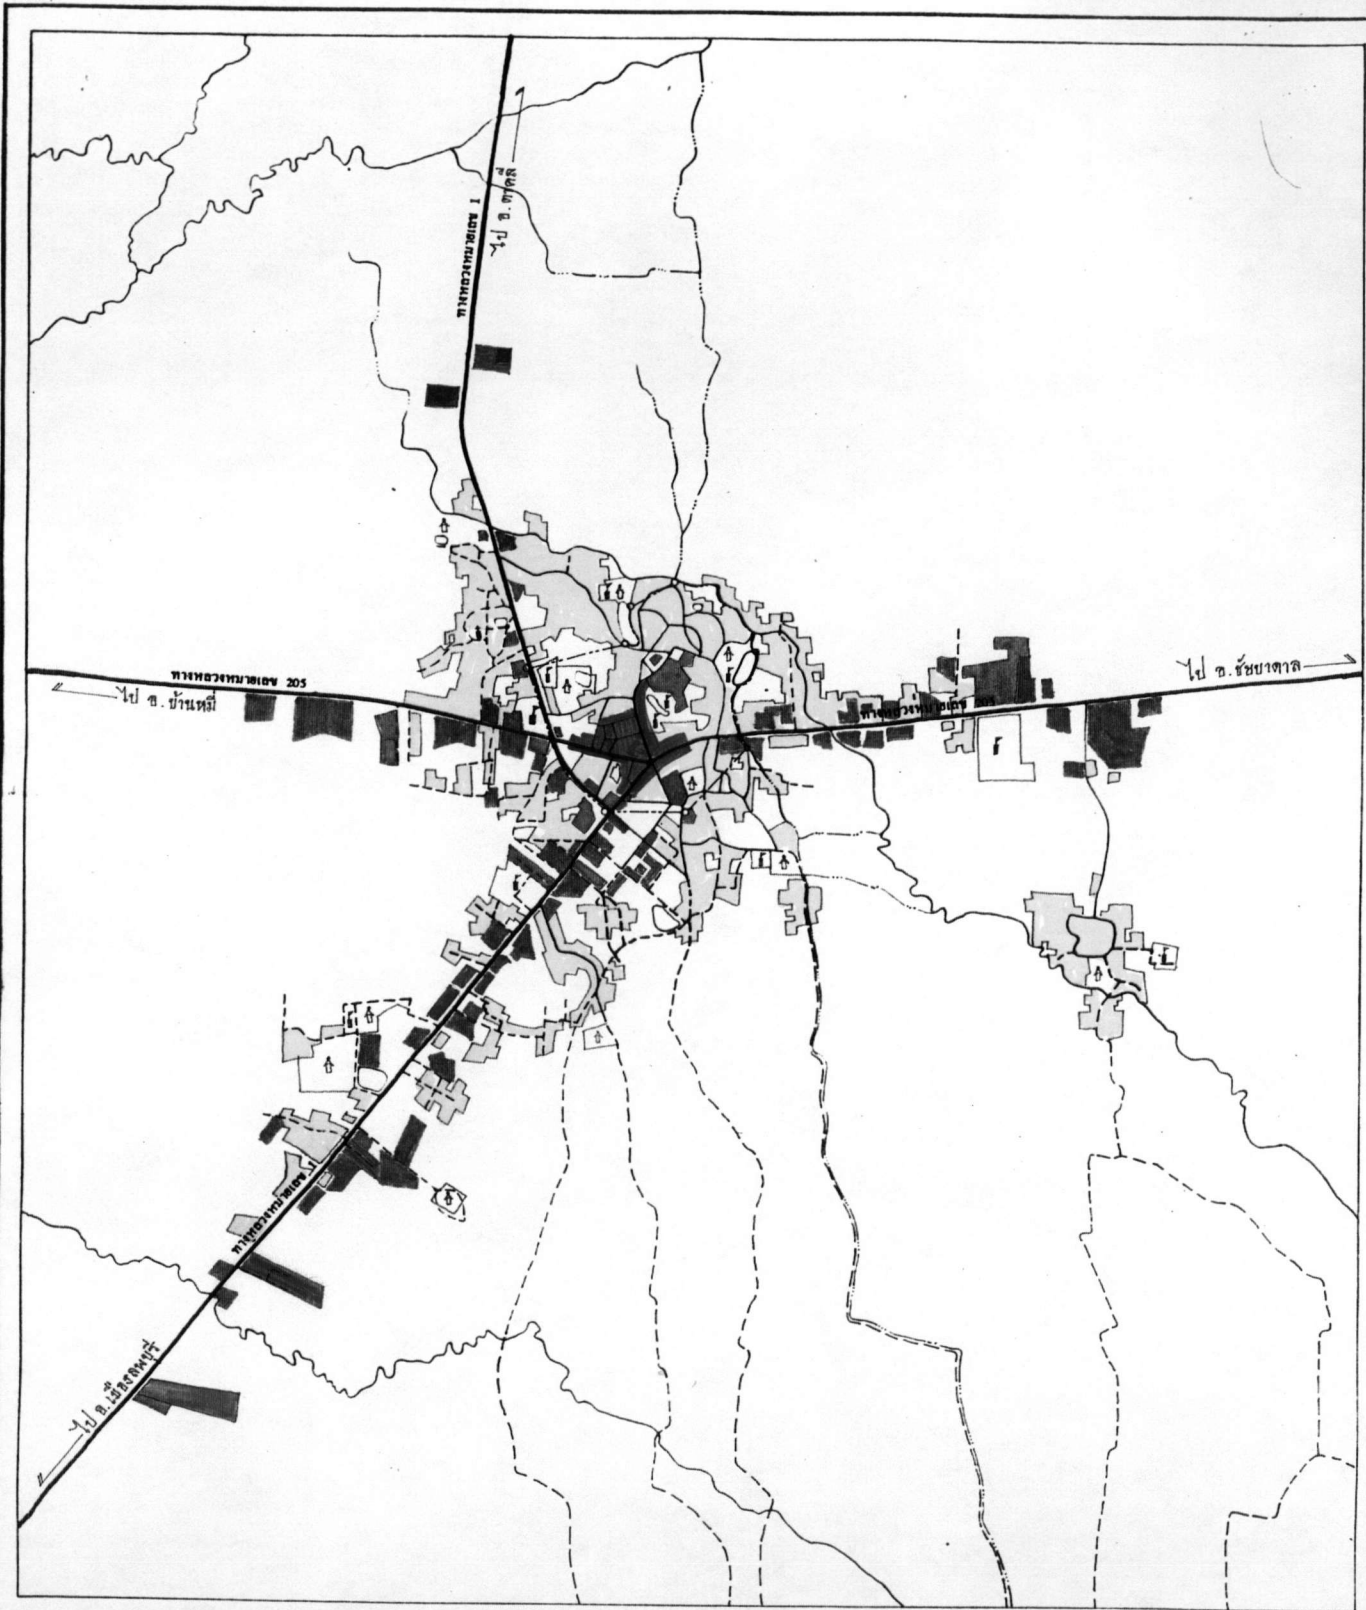 ทางหลวงหมายเลข 1
ไป อ.ตาคลี
ทางหลวงหมายเลข 205
ไป อ.บ้านหมี่
ไป อ.ชัยบาดาล
ทางหลวงหมายเลข 205
ทางหลวงหมายเลข 1
ไป อ.เมืองลพบุรี